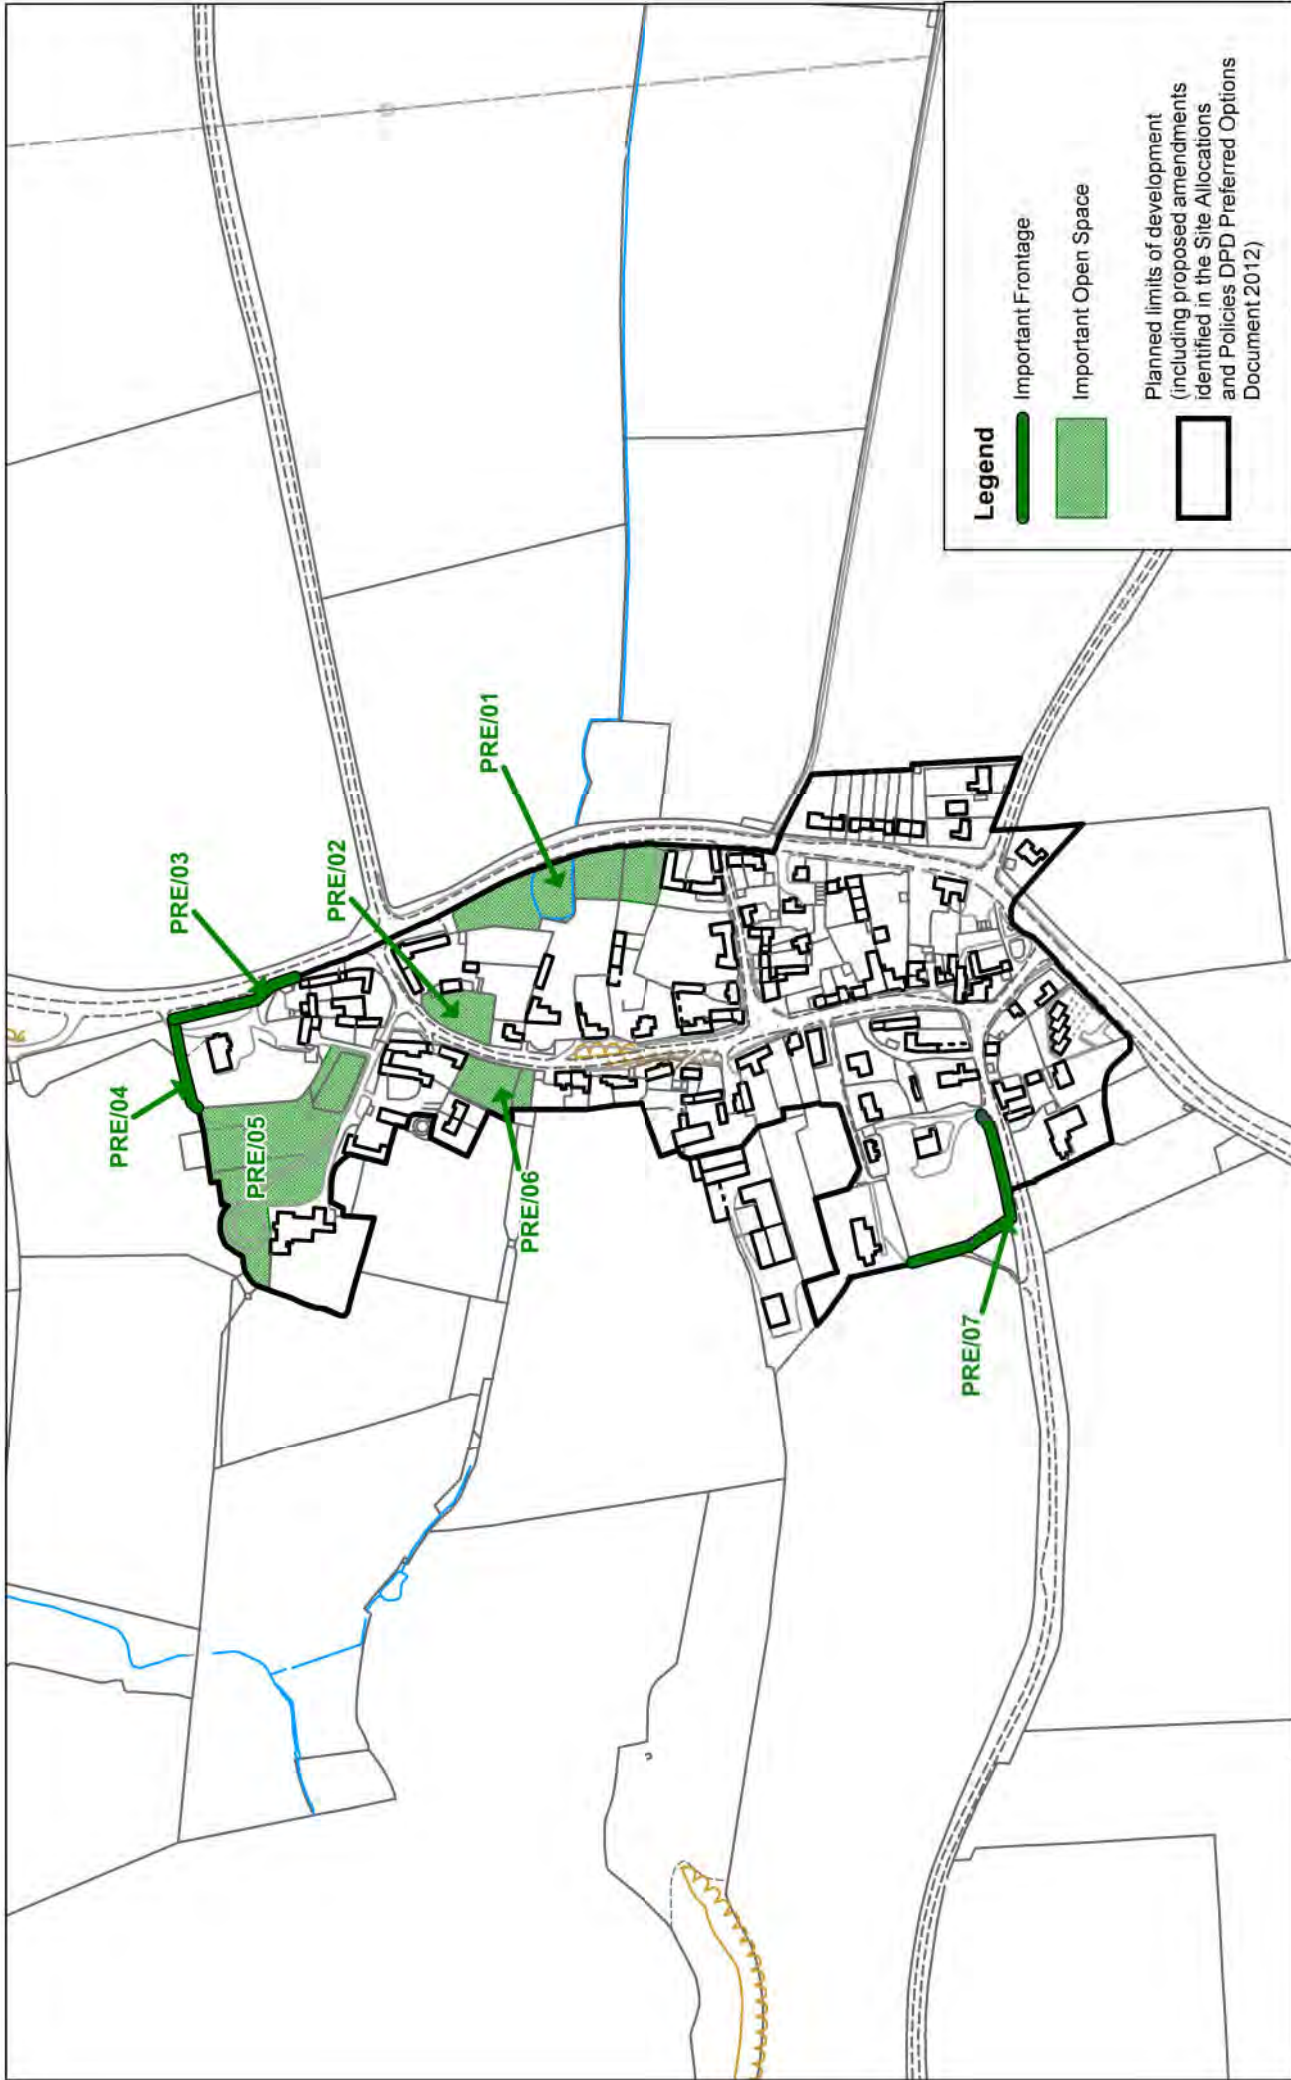 PRE/01
PRE/02
PRE/03
PRE/04
PRE/05
PRE/06
PRE/07
Legend
Important Frontage
Important Open Space
Planned limits of development
(including proposed amendments
identified in the Site Allocations
and Policies DPD Preferred Options
Document 2012)